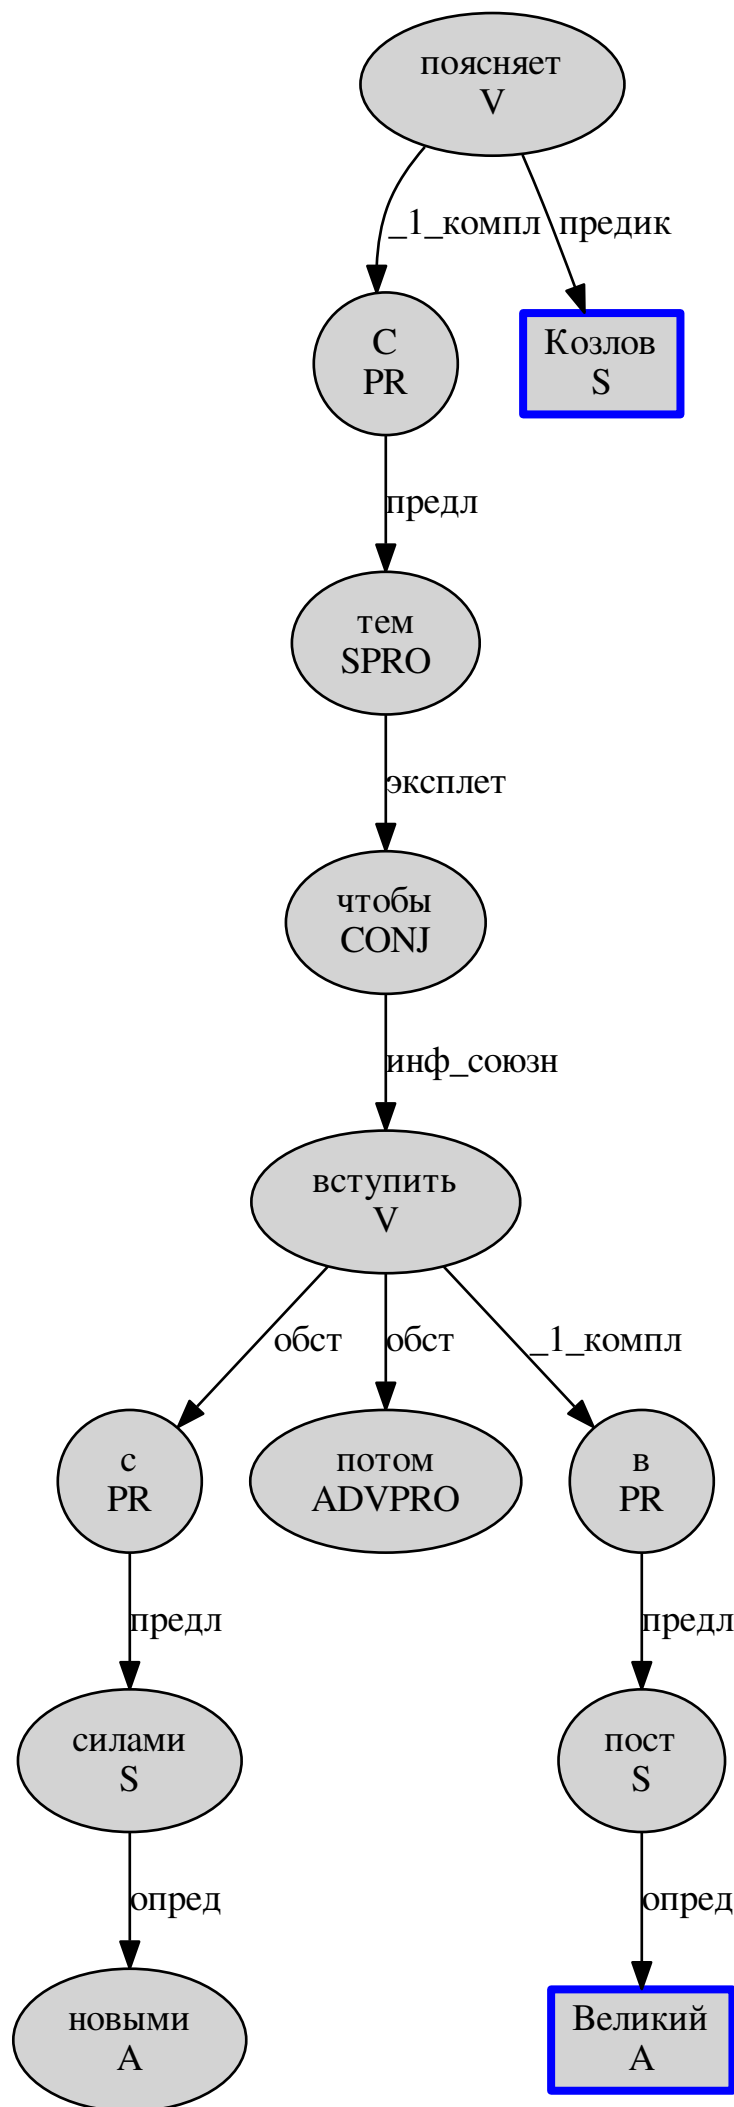 поясняет
V
_1_компл предик
С
PR
Козлов
S
предл
тем
SPRO
эксплет
чтобы
CONJ
инф_союзн
вступить
V
обст обст _1_компл
с
PR
потом
ADVPRO
в
PR
предл предл
силами
S
пост
S
опред опред
новыми
A
Великий
A